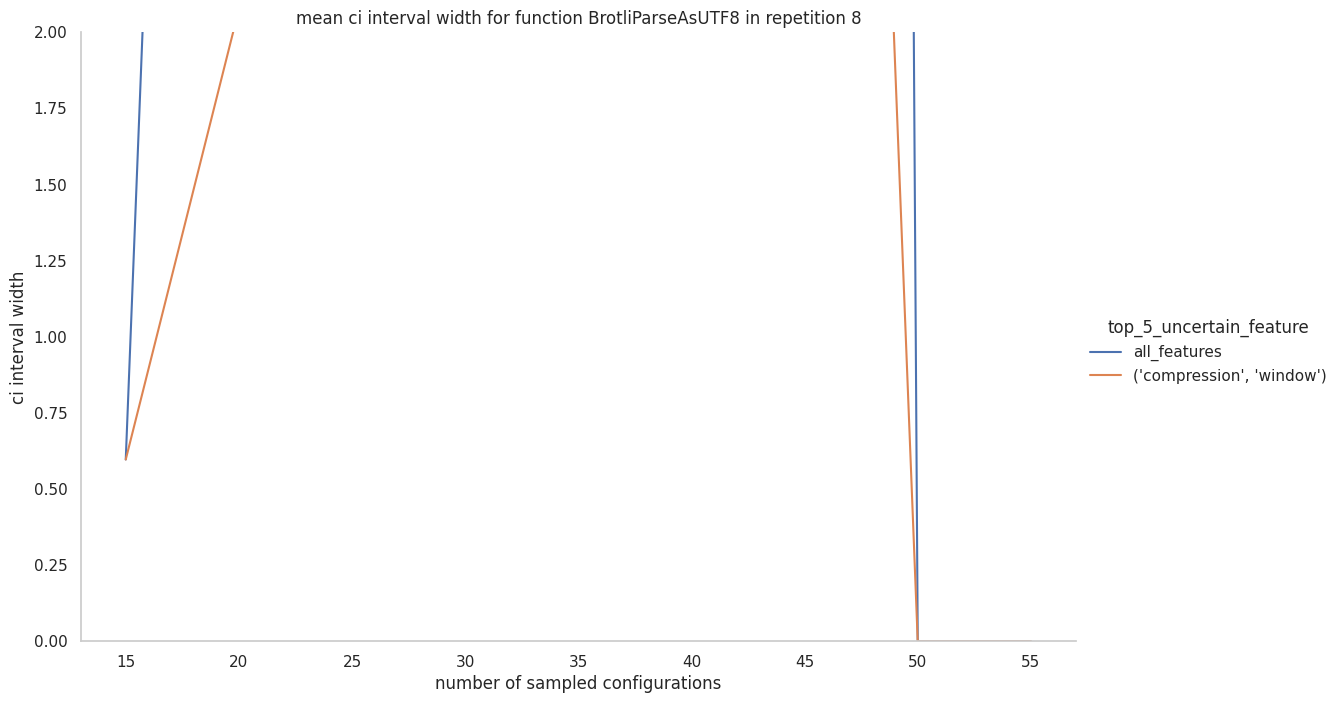 mean ci interval width for function BrotliParseAsUTF8 in repetition 8
2.00
1.75
1.50
1.25
1.00
0.75
0.50
0.25
0.00
ci interval width
15 20 25 30 35 40 45 50 55
number of sampled configurations
top_5_uncertain_feature
all_features
('compression', 'window')